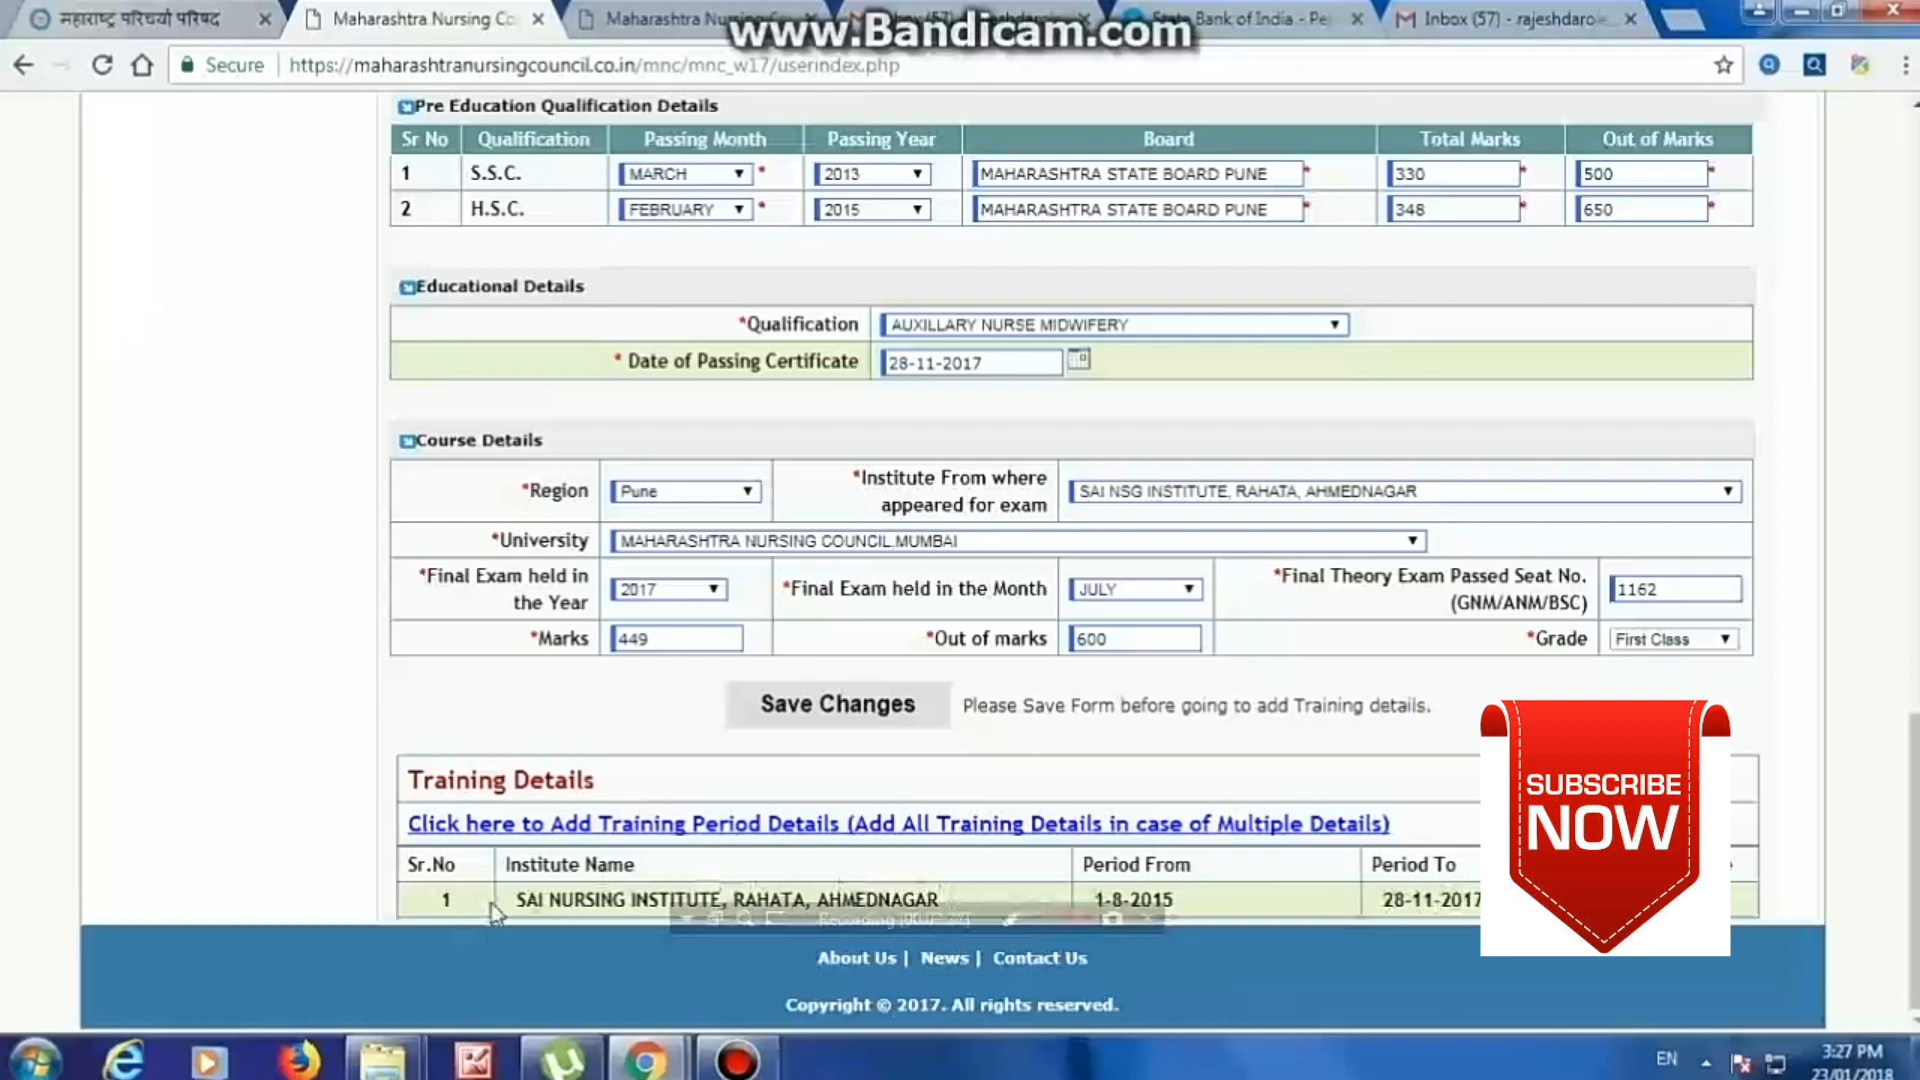 महाराष्ट्र परिचर्या परिषद
Maharashtra Nursing Co
Maharashtra Nu
State Bank of India - Pe
Inbox (57) - rajeshdaro
www.Bandicam.com
Secure
https://maharashtranursingcouncil.co.in/mnc/mnc_w17/userindex.php
Pre Education Qualification Details
Sr No Qualification Passing Month Passing Year Board Total Marks Out of Marks
1 S.S.C. MARCH * 2013 MAHARASHTRA STATE BOARD PUNE * 330 * 500 *
2 H.S.C. FEBRUARY * 2015 MAHARASHTRA STATE BOARD PUNE * 348 * 650 *
Educational Details
*Qualification AUXILLARY NURSE MIDWIFERY
* Date of Passing Certificate 28-11-2017
Course Details
*Region Pune *Institute From where appeared for exam SAI NSG INSTITUTE, RAHATA, AHMEDNAGAR
*University MAHARASHTRA NURSING COUNCIL,MUMBAI
*Final Exam held in the Year 2017 *Final Exam held in the Month JULY *Final Theory Exam Passed Seat No. (GNM/ANM/BSC) 1162
*Marks 449 *Out of marks 600 *Grade First Class
Save Changes Please Save Form before going to add Training details.
Training Details
Click here to Add Training Period Details (Add All Training Details in case of Multiple Details)
Sr.No Institute Name Period From Period To
1 SAI NURSING INSTITUTE, RAHATA, AHMEDNAGAR 1-8-2015 28-11-2017
SUBSCRIBE
NOW
About Us | News | Contact Us
Copyright © 2017. All rights reserved.
EN
3:27 PM
23/01/2018